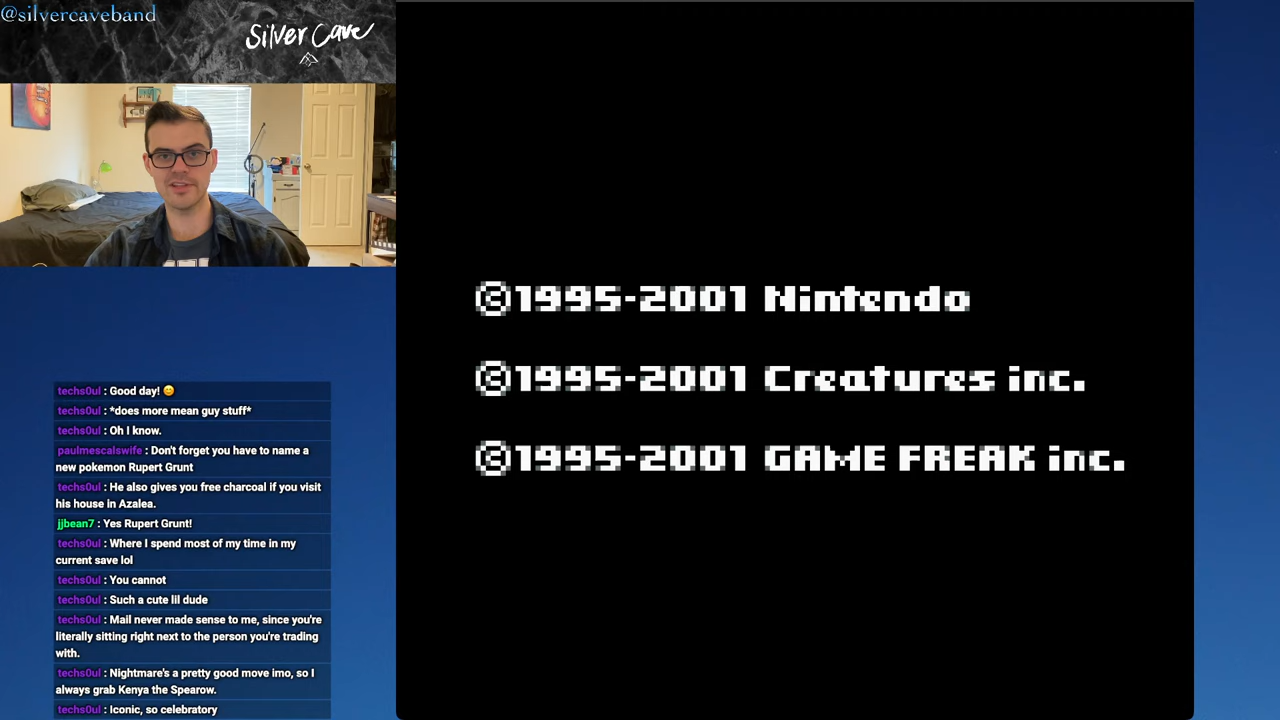 @silvercaveband
Silver Cave
©1995-2001 Nintendo
©1995-2001 Creatures inc.
©1995-2001 GAME FREAK inc.
techs0ul : Good day! 😊
techs0ul : *does more mean guy stuff*
techs0ul : Oh I know.
paulmescalswife : Don't forget you have to name a
new pokemon Rupert Grunt
techs0ul : He also gives you free charcoal if you visit
his house in Azalea.
jjbean7 : Yes Rupert Grunt!
techs0ul : Where I spend most of my time in my
current save lol
techs0ul : You cannot
techs0ul : Such a cute lil dude
techs0ul : Mail never made sense to me, since you're
literally sitting right next to the person you're trading
with.
techs0ul : Nightmare's a pretty good move imo, so I
always grab Kenya the Spearow.
techs0ul : Iconic, so celebratory